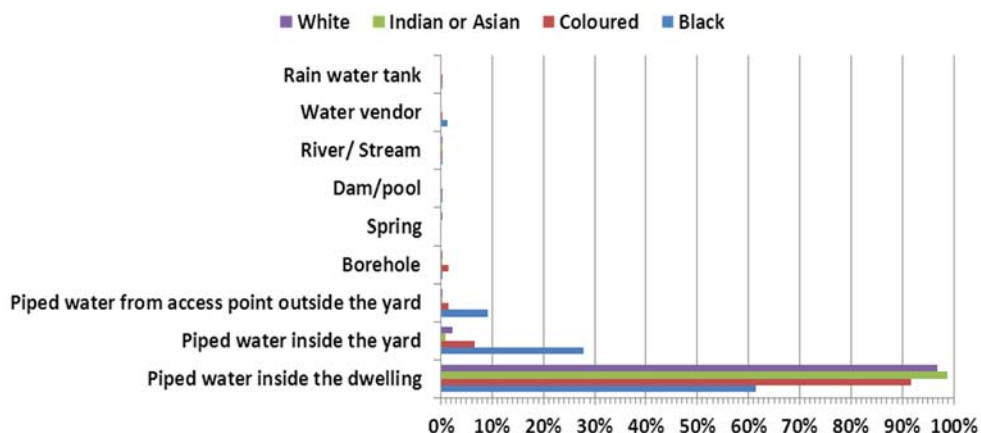 White Indian or Asian Coloured Black
Rain water tank
Water vendor
River/ Stream
Dam/pool
Spring
Borehole
Piped water from access point outside the yard
Piped water inside the yard
Piped water inside the dwelling
0% 10% 20% 30% 40% 50% 60% 70% 80% 90% 100%